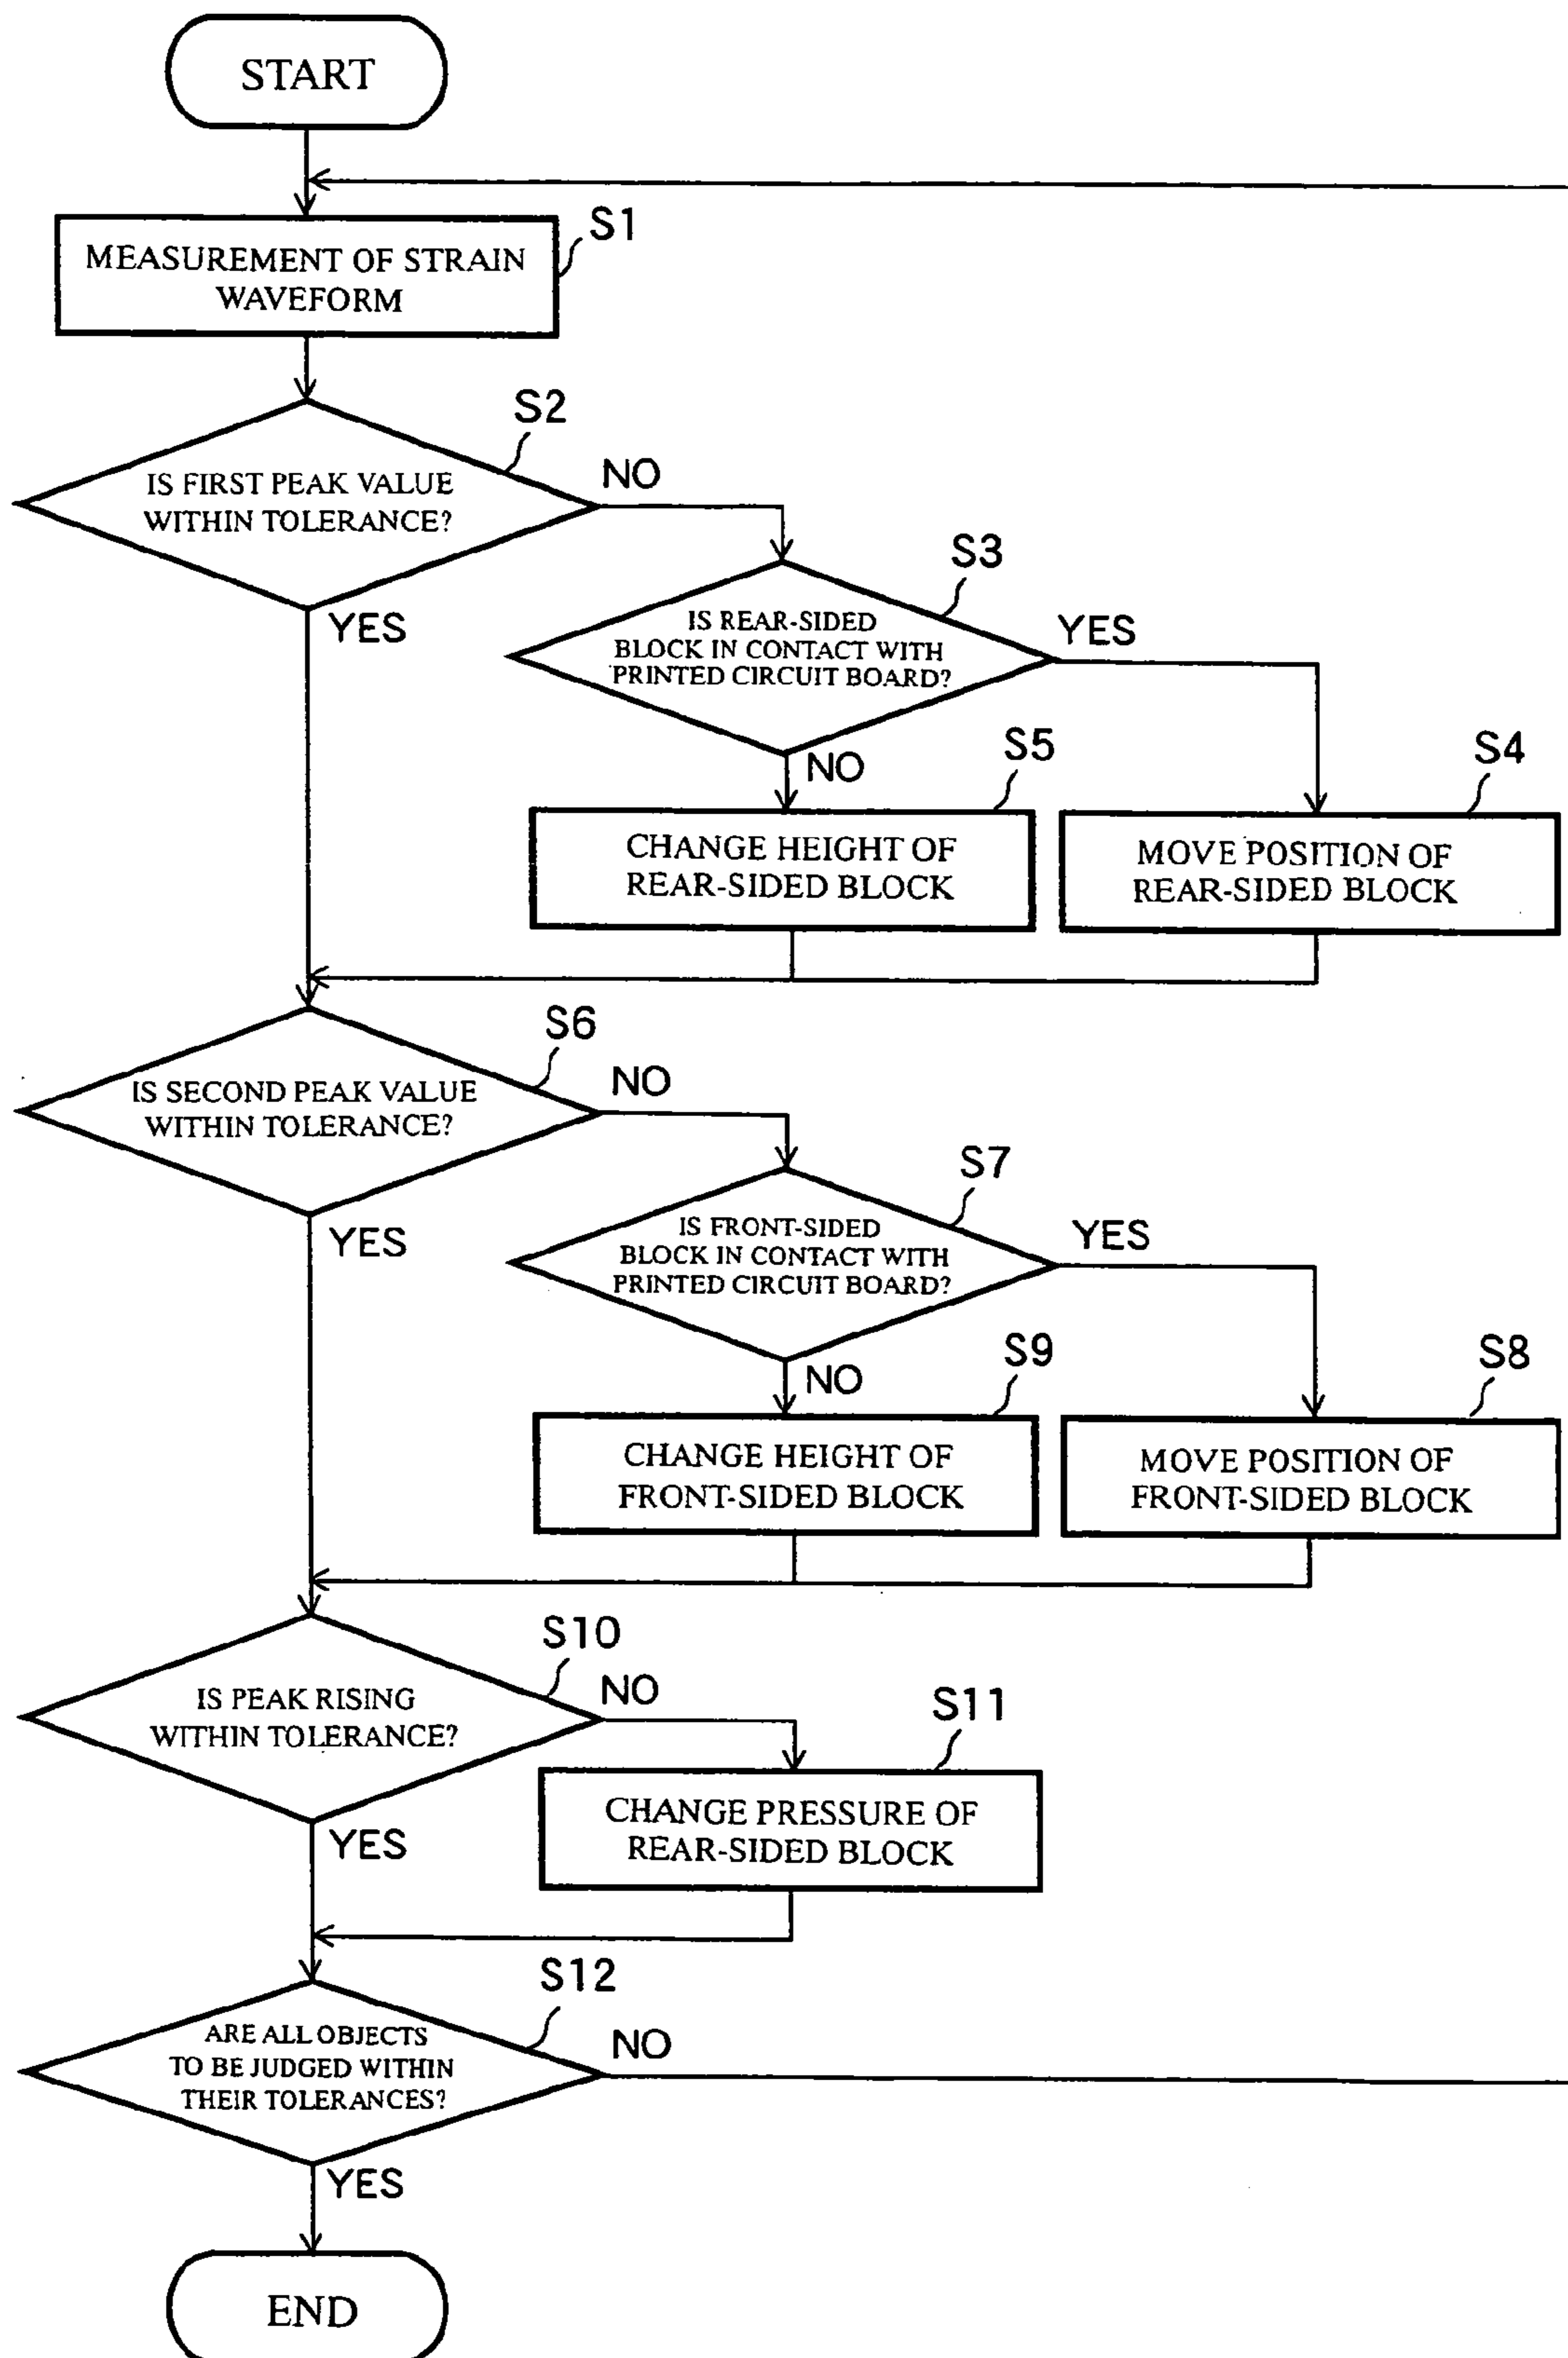 START
S1
MEASUREMENT OF STRAIN
WAVEFORM
S2
IS FIRST PEAK VALUE
WITHIN TOLERANCE?
NO
YES
S3
IS REAR-SIDED
BLOCK IN CONTACT WITH
PRINTED CIRCUIT BOARD?
YES
NO
S5
CHANGE HEIGHT OF
REAR-SIDED BLOCK
S4
MOVE POSITION OF
REAR-SIDED BLOCK
S6
IS SECOND PEAK VALUE
WITHIN TOLERANCE?
NO
YES
S7
IS FRONT-SIDED
BLOCK IN CONTACT WITH
PRINTED CIRCUIT BOARD?
YES
NO
S9
CHANGE HEIGHT OF
FRONT-SIDED BLOCK
S8
MOVE POSITION OF
FRONT-SIDED BLOCK
S10
IS PEAK RISING
WITHIN TOLERANCE?
NO
YES
S11
CHANGE PRESSURE OF
REAR-SIDED BLOCK
S12
ARE ALL OBJECTS
TO BE JUDGED WITHIN
THEIR TOLERANCES?
NO
YES
END